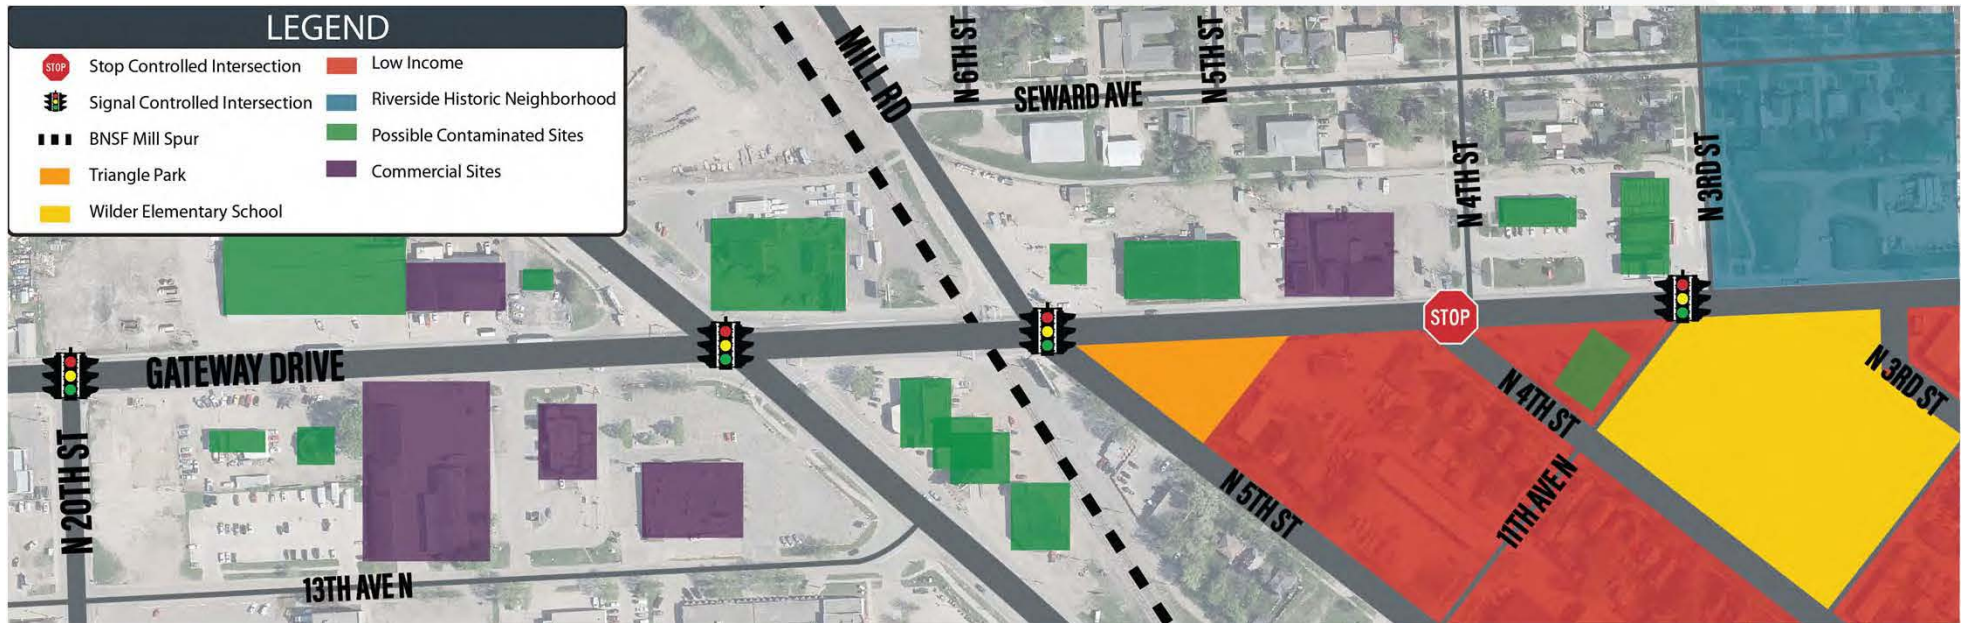 LEGEND
STOP
Stop Controlled Intersection
Signal Controlled Intersection
BNSF Mill Spur
Triangle Park
Wilder Elementary School
Low Income
Riverside Historic Neighborhood
Possible Contaminated Sites
Commercial Sites
MILL RD
N 6TH ST
N 5TH ST
SEWARD AVE
N 4TH ST
N 3RD ST
STOP
GATEWAY DRIVE
N 20TH ST
13TH AVE N
N 5TH ST
11TH AVE N
N 4TH ST
N 3RD ST